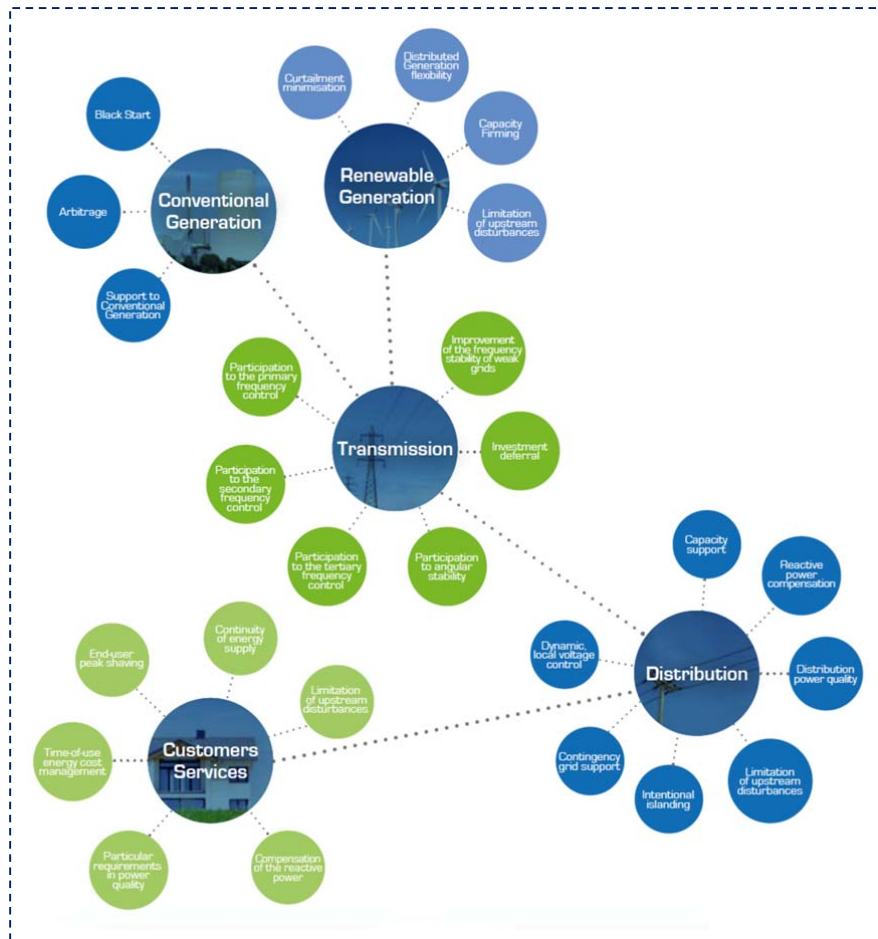 Distributed
Generation
flexibility
Curtailment
minimisation
Capacity
Firming
Renewable
Generation
Limitation
of upstream
disturbances
Black Start
Conventional
Generation
Arbitrage
Support to
Conventional
Generation
Improvement
of the frequency
stability of weak
grids
Participation
to the primary
frequency
control
Transmission
Investment
deferral
Participation
to the
secondary
frequency
control
Participation
to the tertiary
frequency
control
Participation
to angular
stability
Capacity
support
Reactive
power
compensation
Dynamic,
local voltage
control
Distribution
Distribution
power quality
Contingency
grid support
Intentional
islanding
Limitation
of upstream
disturbances
Continuity
of energy
supply
End-user
peak shaving
Limitation
of upstream
disturbances
Time-of-use
energy cost
management
Customers
Services
Particular
requirements
in power
quality
Compensation
of the reactive
power